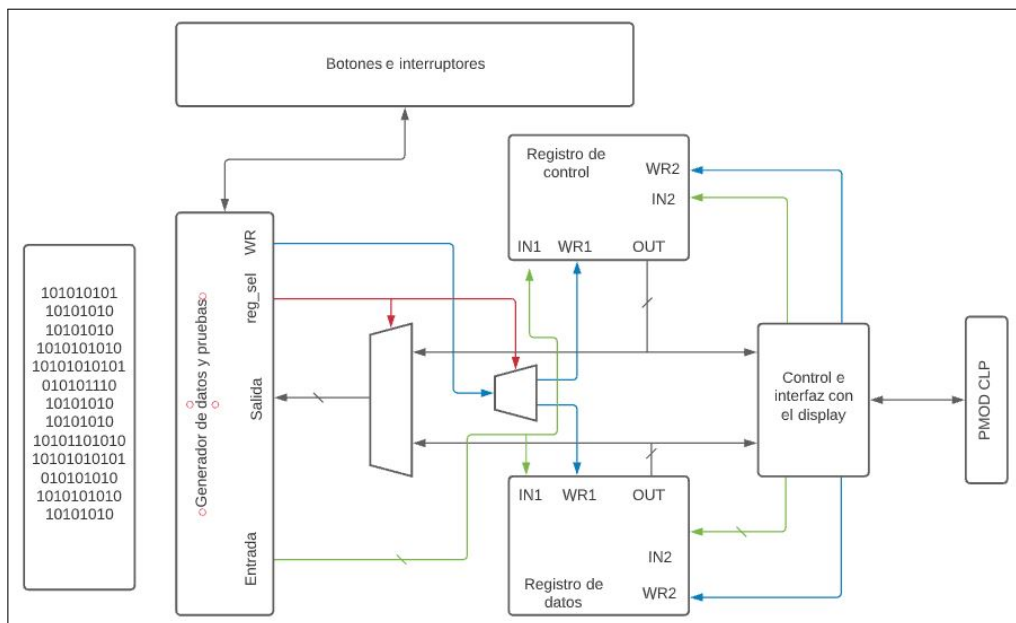 Botones e interruptores
Registro de
control
WR2
IN2
IN1
WR1
OUT
WR
reg_sel
Generador de datos y pruebas
Salida
Entrada
101010101
10101010
10101010
1010101010
10101010101
010101110
10101010
10101010
10101101010
10101010101
010101010
1010101010
10101010
Control e
interfaz con
el display
PMOD CLP
IN1
WR1
OUT
IN2
Registro de
datos
WR2